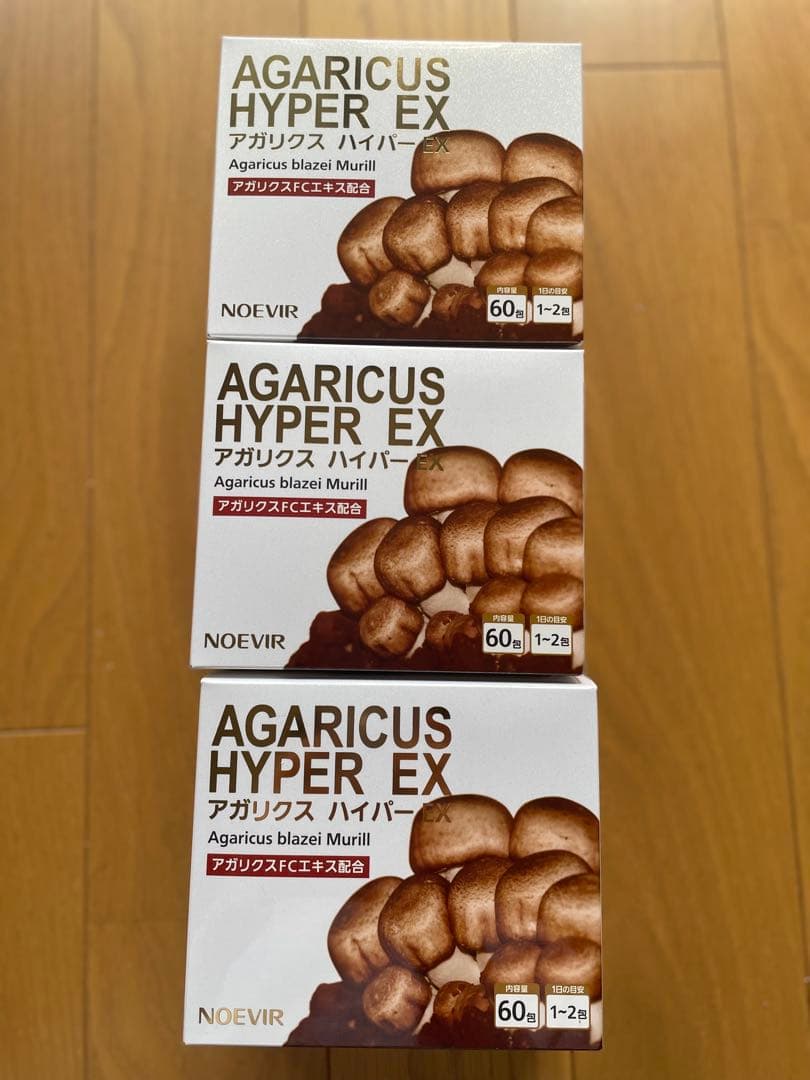 AGARICUS
HYPER EX
アガリクス ハイパー EX
Agaricus blazei Murill
アガリクスFCエキス配合
NOEVIR
内容量
60包
1日の目安
1~2包
AGARICUS
HYPER EX
アガリクス ハイパー EX
Agaricus blazei Murill
アガリクスFCエキス配合
NOEVIR
内容量
60包
1日の目安
1~2包
AGARICUS
HYPER EX
アガリクス ハイパー EX
Agaricus blazei Murill
アガリクスFCエキス配合
NOEVIR
内容量
60包
1日の目安
1~2包